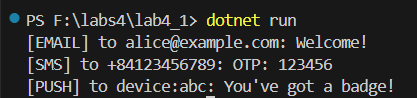 PS F:\labs4\lab4_1> dotnet run
[EMAIL] to alice@example.com: Welcome!
[SMS] to +84123456789: OTP: 123456
[PUSH] to device:abc: You've got a badge!